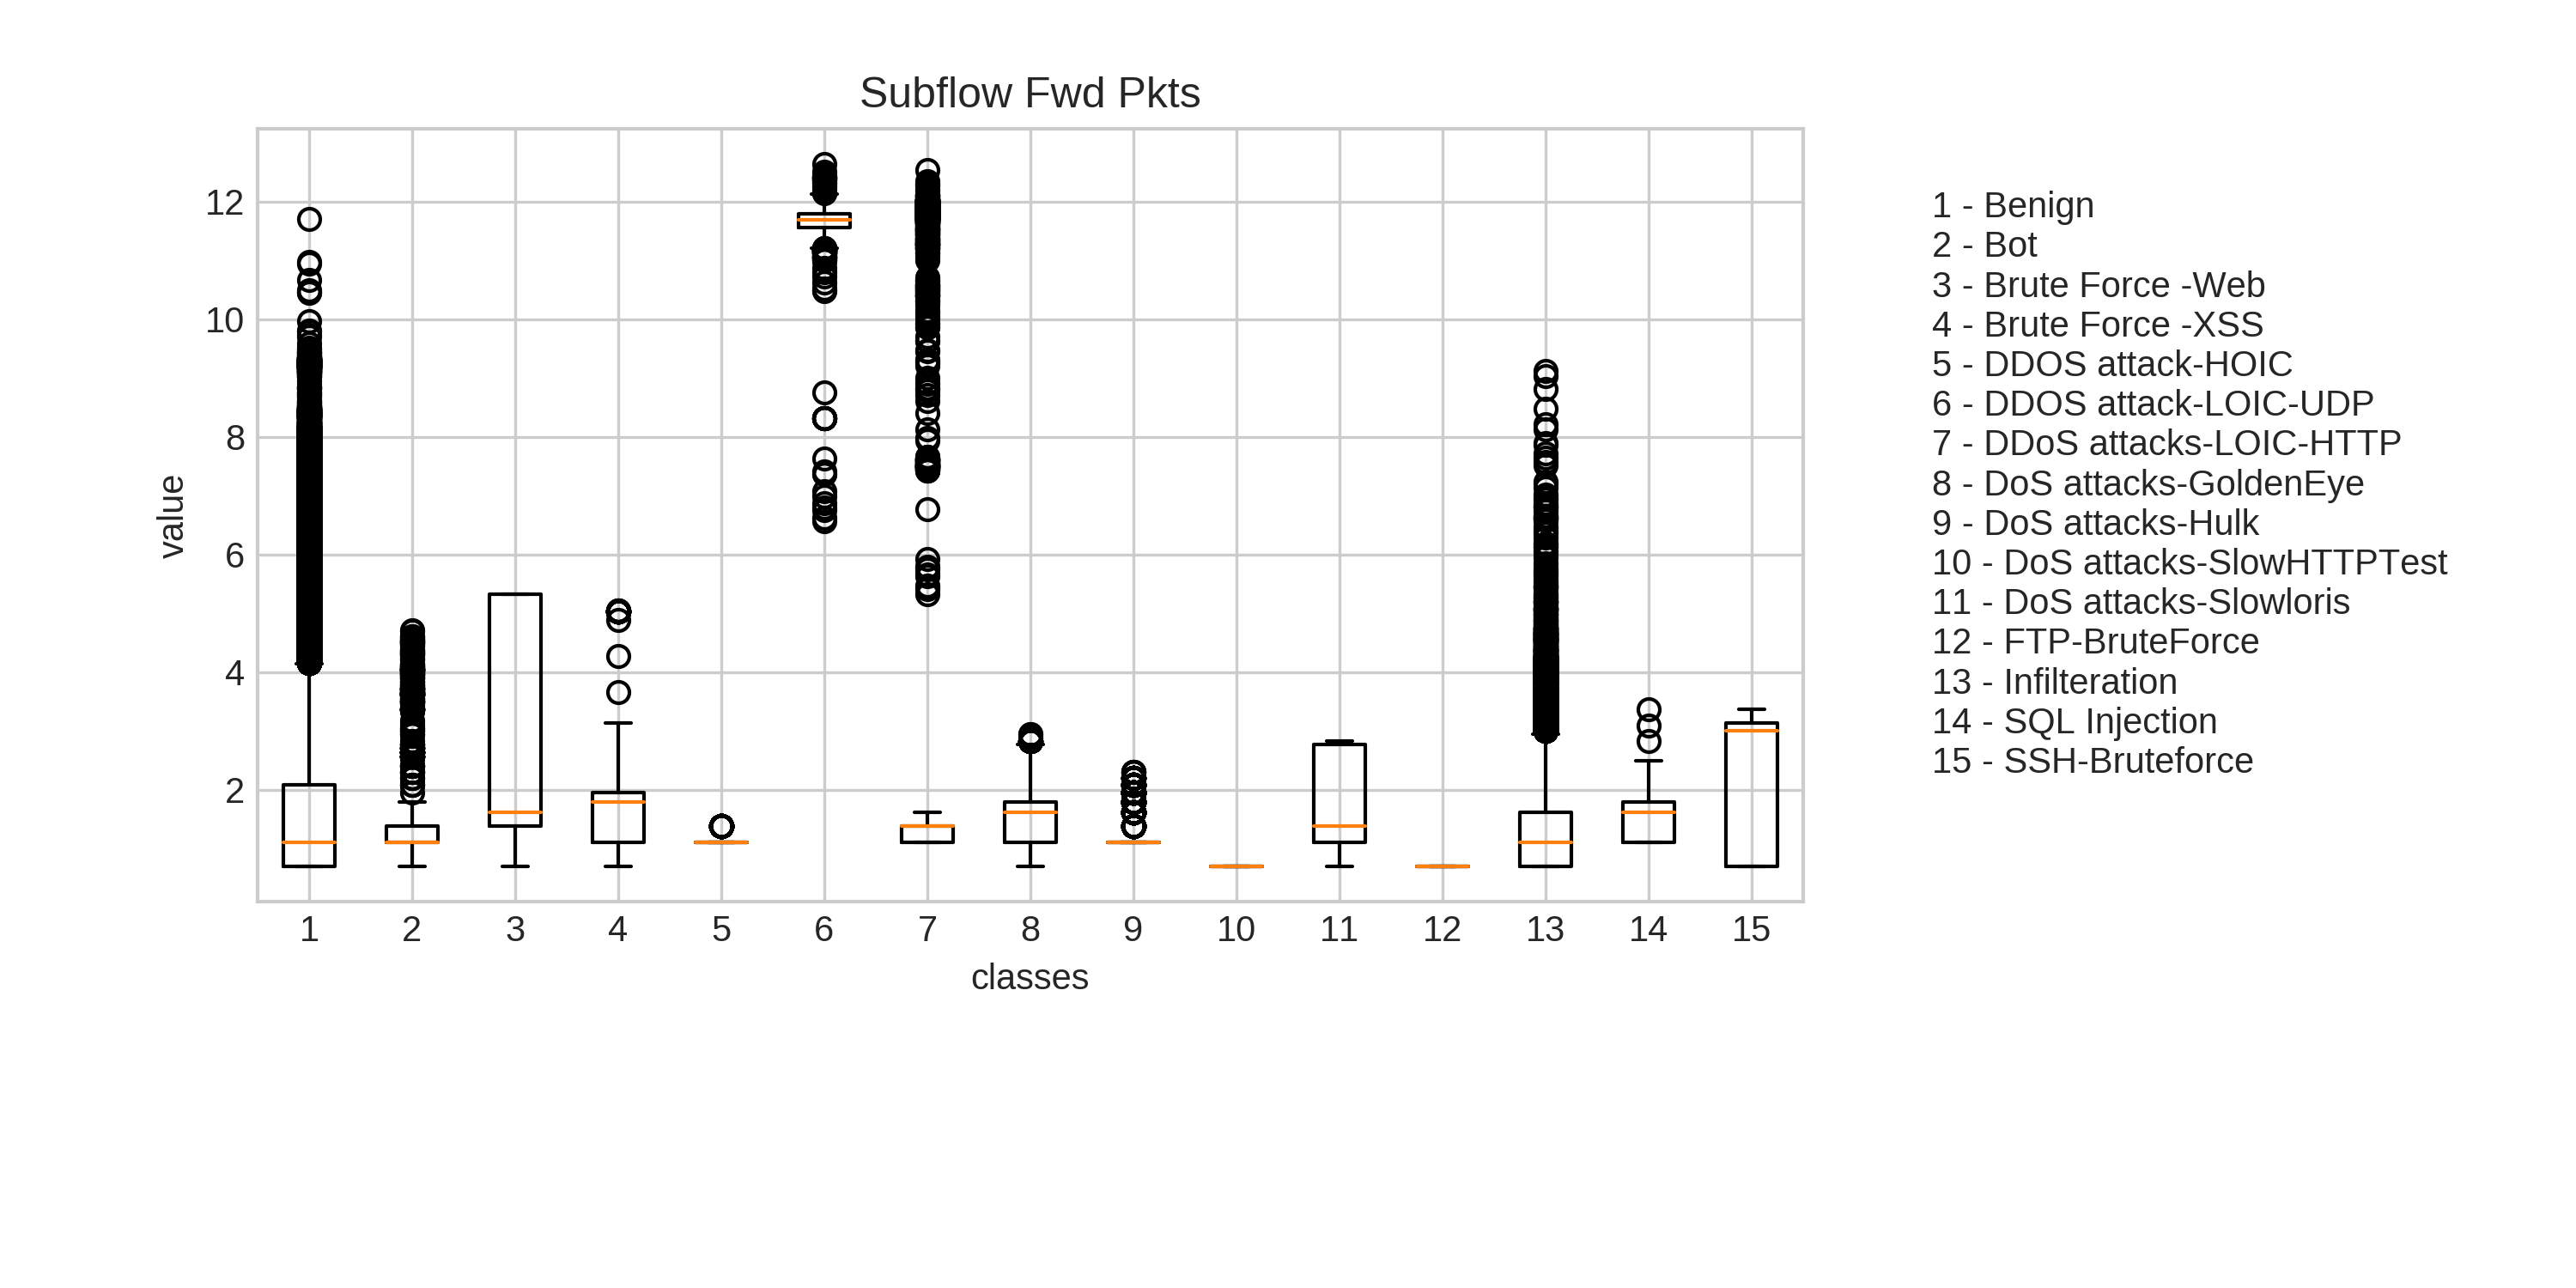 Subflow Fwd Pkts
12
10
8
6
4
2
value
1 2 3 4 5 6 7 8 9 10 11 12 13 14 15
classes
1 - Benign
2 - Bot
3 - Brute Force -Web
4 - Brute Force -XSS
5 - DDOS attack-HOIC
6 - DDOS attack-LOIC-UDP
7 - DDoS attacks-LOIC-HTTP
8 - DoS attacks-GoldenEye
9 - DoS attacks-Hulk
10 - DoS attacks-SlowHTTPTest
11 - DoS attacks-Slowloris
12 - FTP-BruteForce
13 - Infilteration
14 - SQL Injection
15 - SSH-Bruteforce